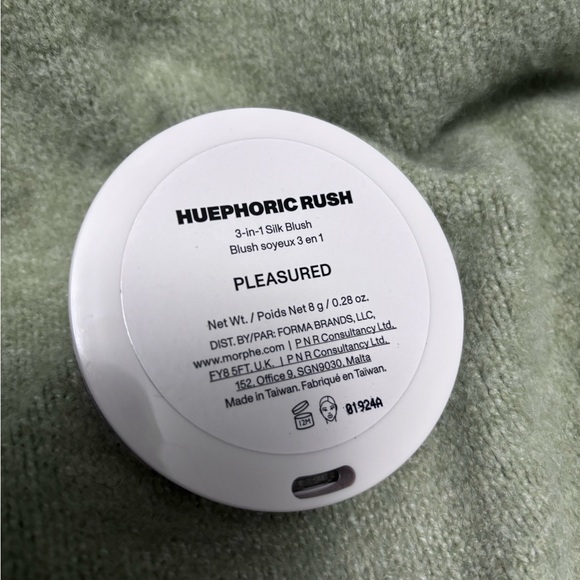 HUEPHORIC RUSH
3-in-1 Silk Blush
Blush soyeux 3 en 1
PLEASURED
Net Wt. / Poids Net 8 g / 0.28 oz.
DIST. BY/PAR: FORMA BRANDS, LLC,
www.morphe.com | P N R Consultancy Ltd.
FY8 5FT, U.K. | P N R Consultancy Ltd,
152, Office 9, SGN9030, Malta
Made in Taiwan. Fabriqué en Taiwan.
12M 01924A